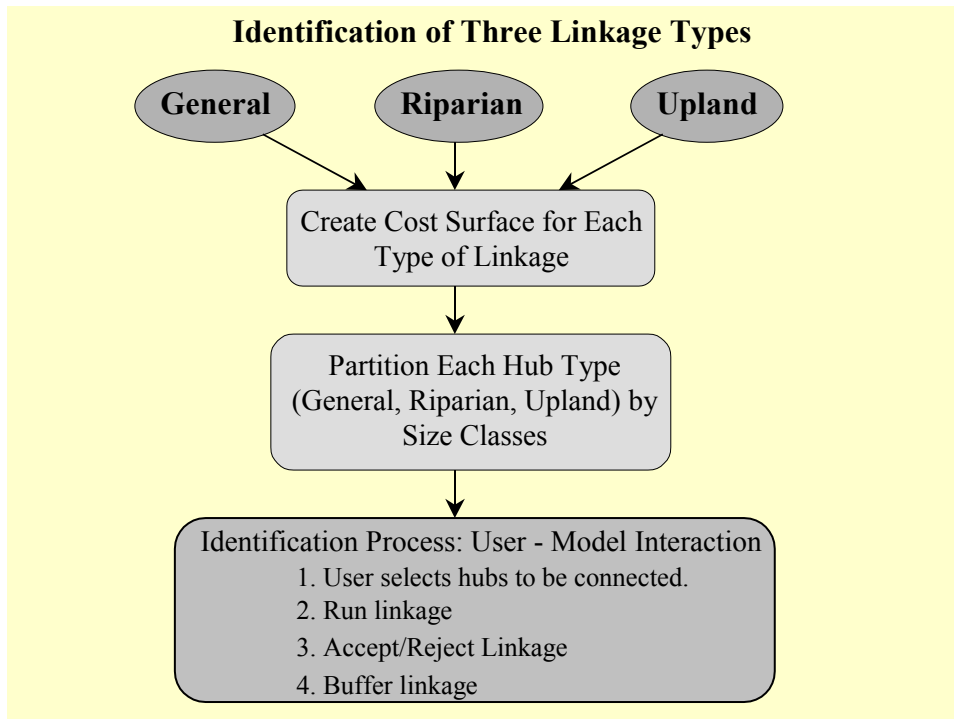 Identification of Three Linkage Types
General
Riparian
Upland
Create Cost Surface for Each
Type of Linkage
Partition Each Hub Type
(General, Riparian, Upland) by
Size Classes
Identification Process: User - Model Interaction
1. User selects hubs to be connected.
2. Run linkage
3. Accept/Reject Linkage
4. Buffer linkage